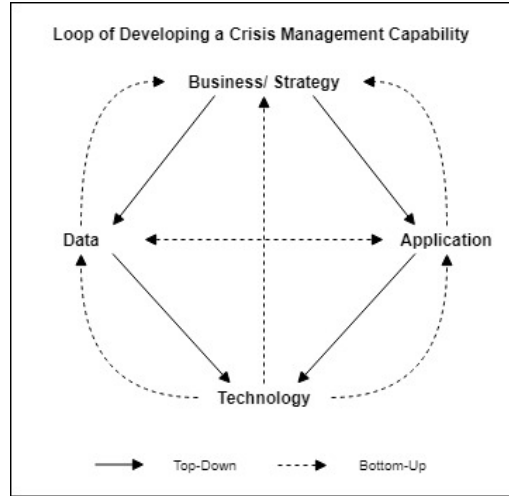 Loop of Developing a Crisis Management Capability
Business/ Strategy
Data
Application
Technology
Top-Down
Bottom-Up